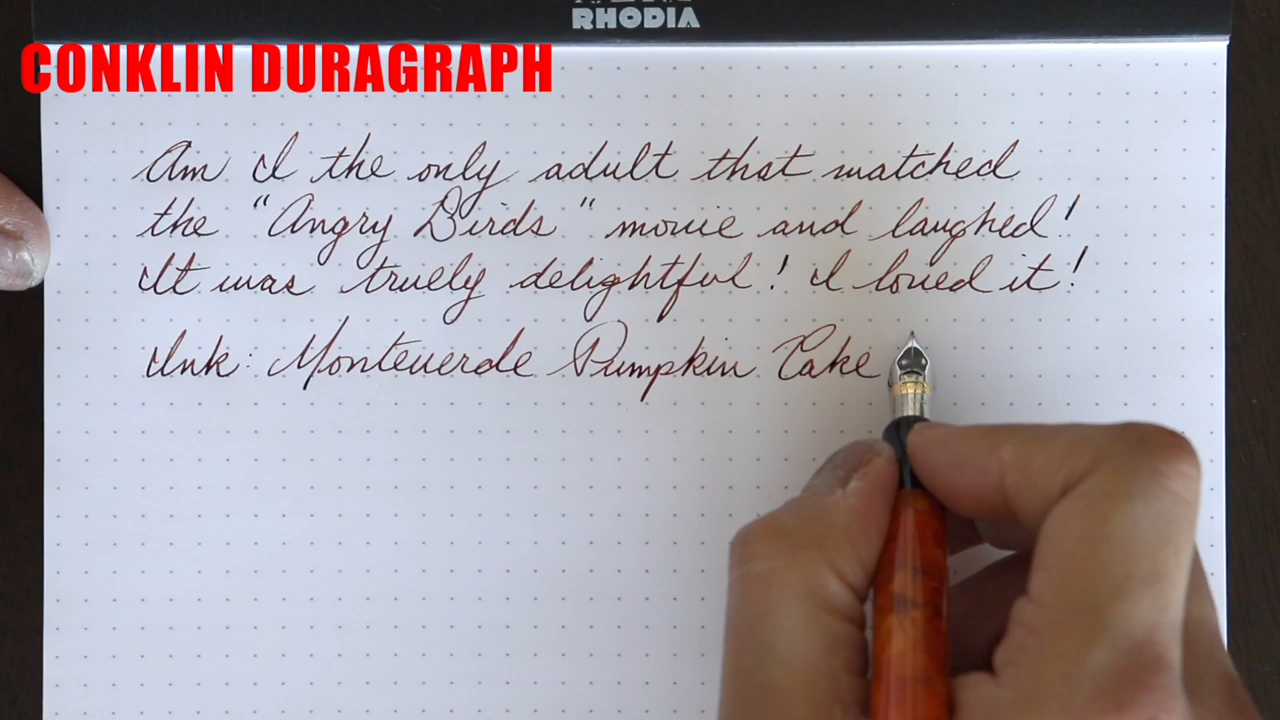 RHODIA
CONKLIN DURAGRAPH
Am I the only adult that watched
the "Angry Birds" movie and laughed!
It was truely delightful! I loved it!
Ink: Monteverde Pumpkin Cake